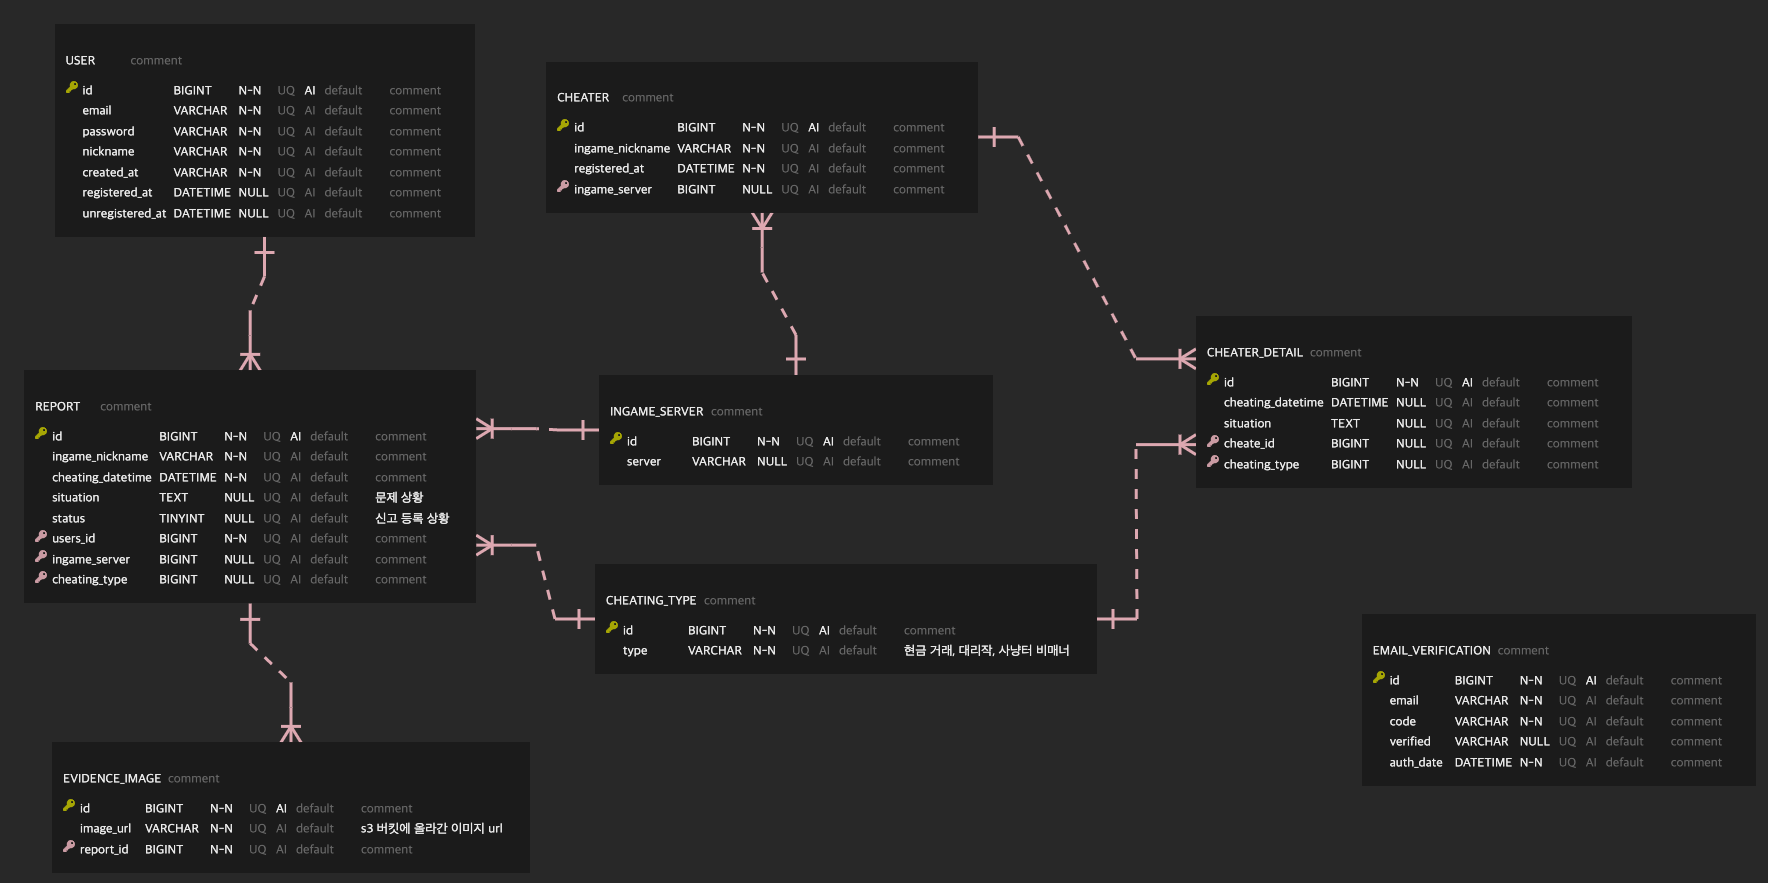 USER comment
id BIGINT N-N UQ AI default comment
email VARCHAR N-N UQ AI default comment
password VARCHAR N-N UQ AI default comment
nickname VARCHAR N-N UQ AI default comment
created_at VARCHAR N-N UQ AI default comment
registered_at DATETIME NULL UQ AI default comment
unregistered_at DATETIME NULL UQ AI default comment
CHEATER comment
id BIGINT N-N UQ AI default comment
ingame_nickname VARCHAR N-N UQ AI default comment
registered_at DATETIME N-N UQ AI default comment
ingame_server BIGINT NULL UQ AI default comment
CHEATER_DETAIL comment
id BIGINT N-N UQ AI default comment
cheating_datetime DATETIME NULL UQ AI default comment
situation TEXT NULL UQ AI default comment
cheate_id BIGINT NULL UQ AI default comment
cheating_type BIGINT NULL UQ AI default comment
REPORT comment
id BIGINT N-N UQ AI default comment
ingame_nickname VARCHAR N-N UQ AI default comment
cheating_datetime DATETIME N-N UQ AI default comment
situation TEXT NULL UQ AI default 문제 상황
status TINYINT NULL UQ AI default 신고 등록 상황
users_id BIGINT N-N UQ AI default comment
ingame_server BIGINT NULL UQ AI default comment
cheating_type BIGINT NULL UQ AI default comment
INGAME_SERVER comment
id BIGINT N-N UQ AI default comment
server VARCHAR NULL UQ AI default comment
CHEATING_TYPE comment
id BIGINT N-N UQ AI default comment
type VARCHAR N-N UQ AI default 현금 거래, 대리작, 사냥터 비매너
EMAIL_VERIFICATION comment
id BIGINT N-N UQ AI default comment
email VARCHAR N-N UQ AI default comment
code VARCHAR N-N UQ AI default comment
verified VARCHAR NULL UQ AI default comment
auth_date DATETIME N-N UQ AI default comment
EVIDENCE_IMAGE comment
id BIGINT N-N UQ AI default comment
image_url VARCHAR N-N UQ AI default s3 버킷에 올라간 이미지 url
report_id BIGINT N-N UQ AI default comment